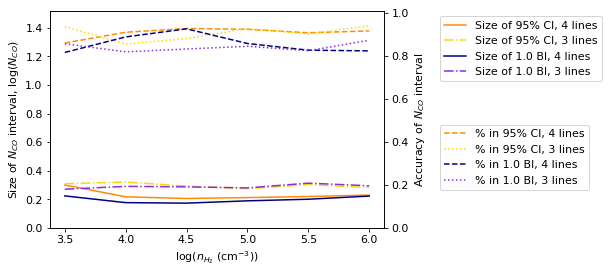 1.4
1.2
1.0
0.8
0.6
0.4
0.2
0.0
Size of N_CO interval, log(N_CO)
3.5 4.0 4.5 5.0 5.5 6.0
log(n_H2 (cm⁻³))
1.0
0.8
0.6
0.4
0.2
0.0
Accuracy of N_CO interval
Size of 95% CI, 4 lines
Size of 95% CI, 3 lines
Size of 1.0 BI, 4 lines
Size of 1.0 BI, 3 lines
% in 95% CI, 4 lines
% in 95% CI, 3 lines
% in 1.0 BI, 4 lines
% in 1.0 BI, 3 lines